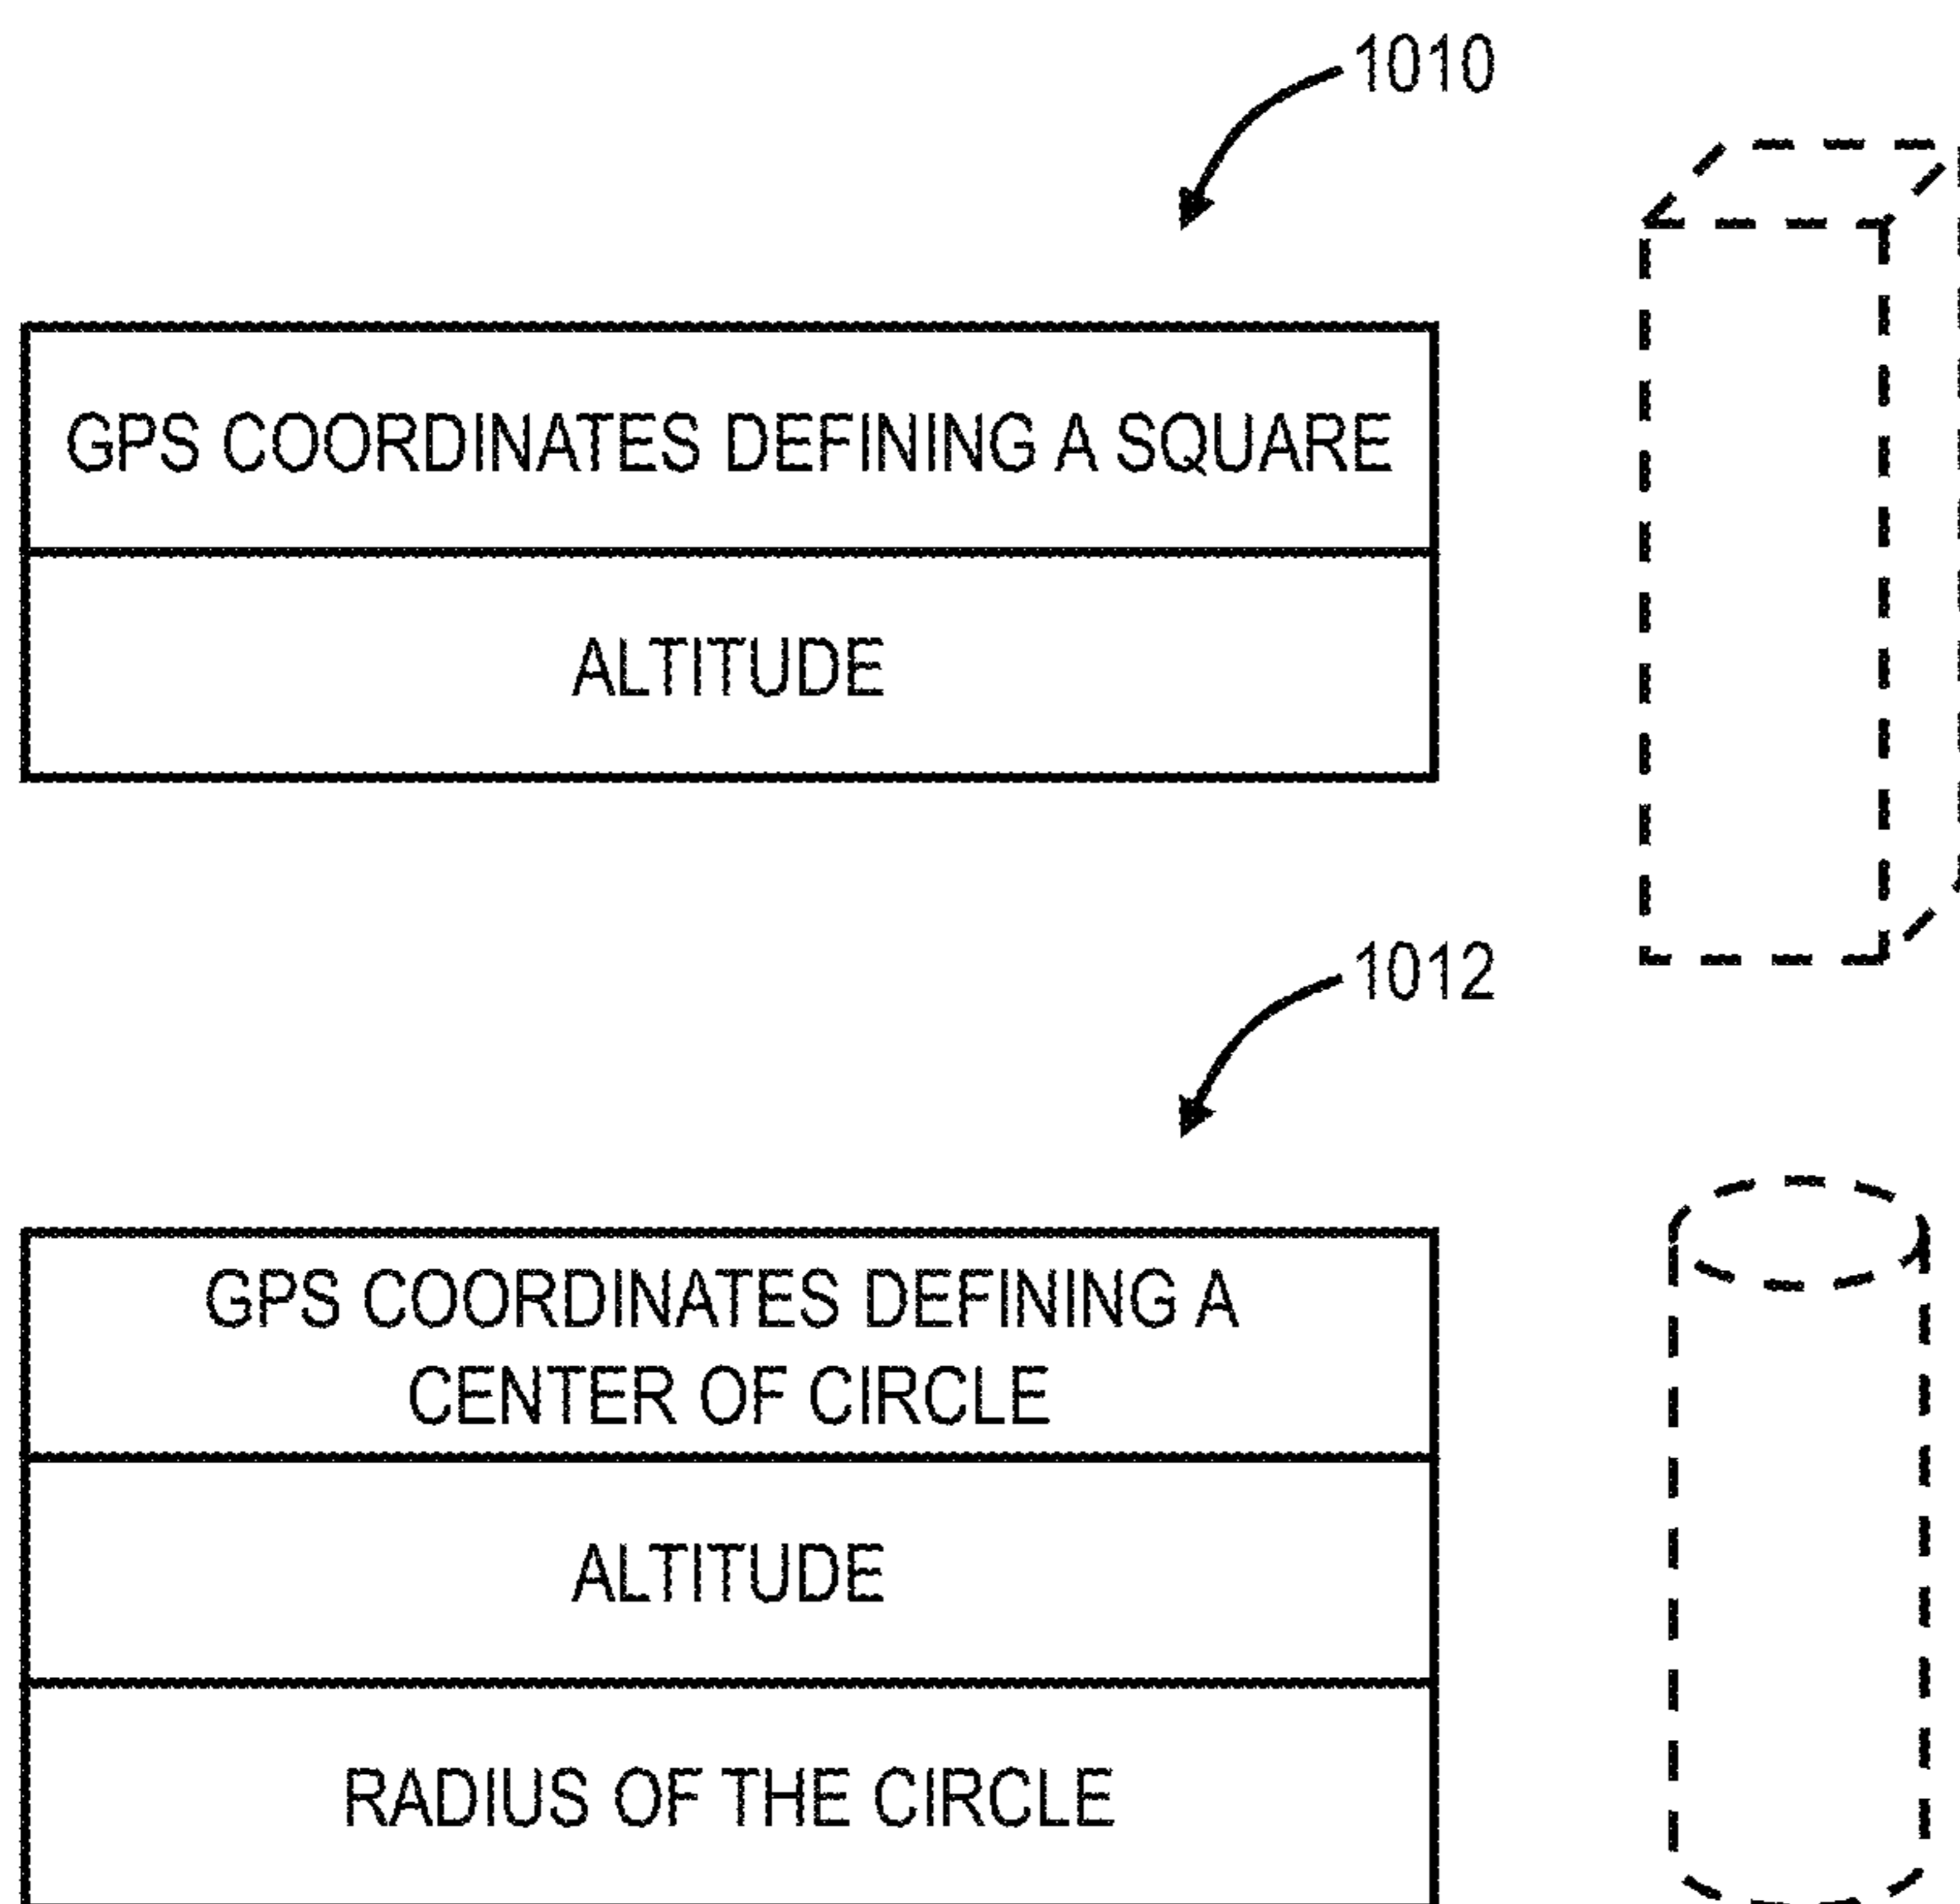 1010
GPS COORDINATES DEFINING A SQUARE
ALTITUDE
1012
GPS COORDINATES DEFINING A
CENTER OF CIRCLE
ALTITUDE
RADIUS OF THE CIRCLE